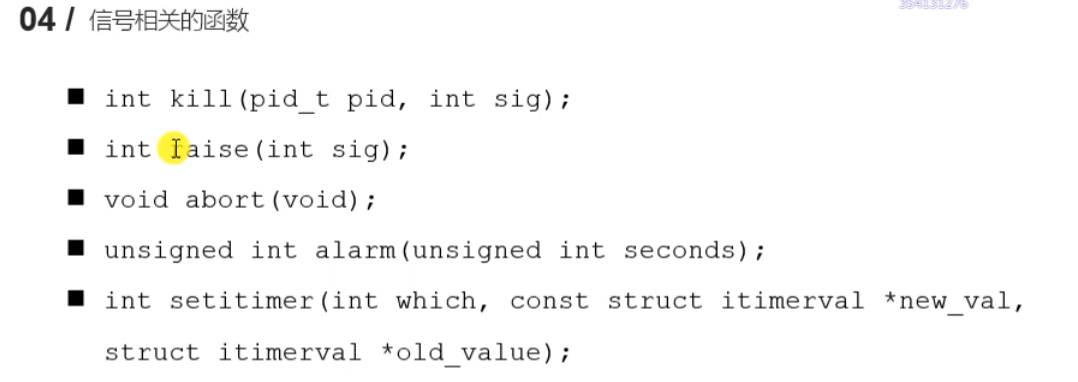 04 / 信号相关的函数
■ int kill(pid_t pid, int sig);
■ int raise(int sig);
■ void abort(void);
■ unsigned int alarm(unsigned int seconds);
■ int setitimer(int which, const struct itimerval *new_val,
struct itimerval *old_value);